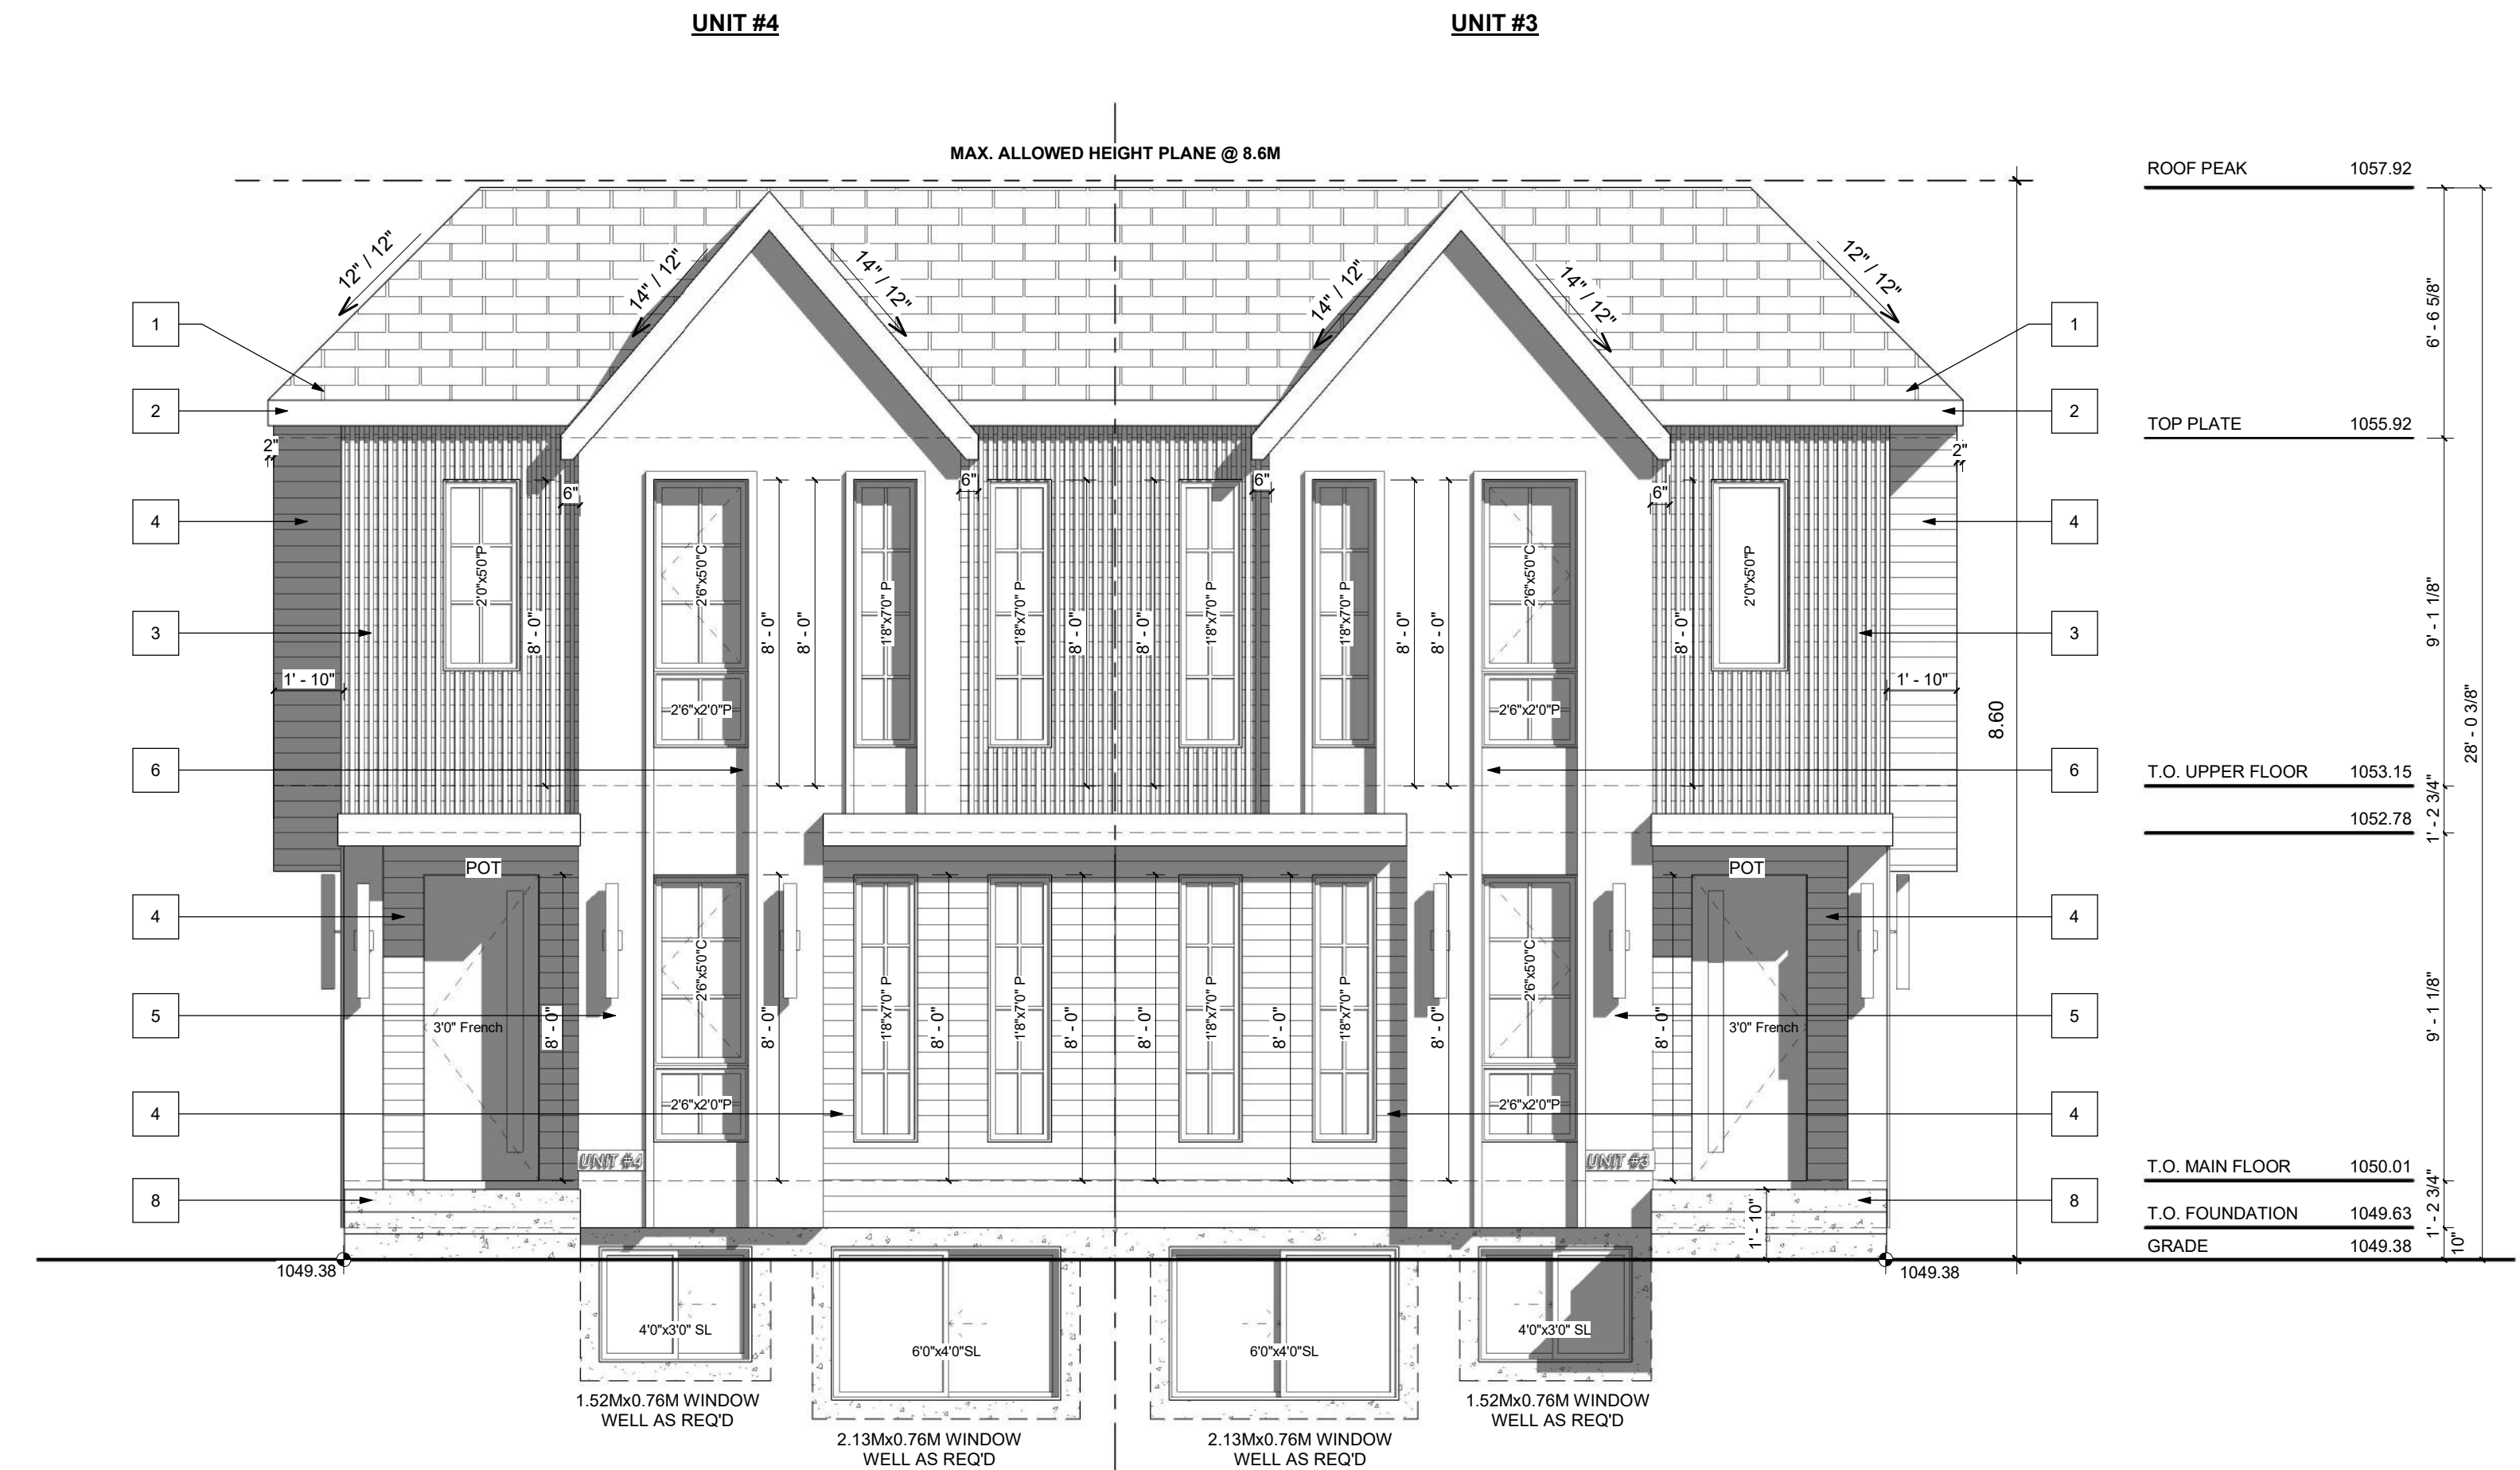 UNIT #4
UNIT #3
MAX. ALLOWED HEIGHT PLANE @ 8.6M
ROOF PEAK 1057.92
12" / 12"
14" / 12"
14" / 12"
14" / 12"
14" / 12"
12" / 12"
1
1
6' - 6 5/8"
2
2
TOP PLATE 1055.92
2"
2"
6"
6"
6"
6"
4
4
2'0"x5'0"P
2'6"x5'0"C
1'8"x7'0" P
1'8"x7'0" P
1'8"x7'0" P
1'8"x7'0" P
2'6"x5'0"C
2'0"x5'0"P
3
3
8' - 0"
8' - 0"
8' - 0"
8' - 0"
8' - 0"
8' - 0"
8' - 0"
8' - 0"
9' - 1 1/8"
1' - 10"
1' - 10"
2'6"x2'0"P
2'6"x2'0"P
8.60
28' - 0 3/8"
6
6
T.O. UPPER FLOOR 1053.15
1' - 2 3/4"
1052.78
POT
POT
4
4
2'6"x5'0"C
1'8"x7'0" P
1'8"x7'0" P
1'8"x7'0" P
1'8"x7'0" P
2'6"x5'0"C
5
5
3'0" French
3'0" French
8' - 0"
8' - 0"
8' - 0"
8' - 0"
8' - 0"
8' - 0"
8' - 0"
8' - 0"
9' - 1 1/8"
4
4
2'6"x2'0"P
2'6"x2'0"P
UNIT #4
UNIT #3
T.O. MAIN FLOOR 1050.01
8
8
1' - 10"
1' - 2 3/4"
T.O. FOUNDATION 1049.63
GRADE 1049.38
10"
1049.38
1049.38
4'0"x3'0" SL
6'0"x4'0"SL
6'0"x4'0"SL
4'0"x3'0" SL
1.52Mx0.76M WINDOW
WELL AS REQ'D
1.52Mx0.76M WINDOW
WELL AS REQ'D
2.13Mx0.76M WINDOW
WELL AS REQ'D
2.13Mx0.76M WINDOW
WELL AS REQ'D